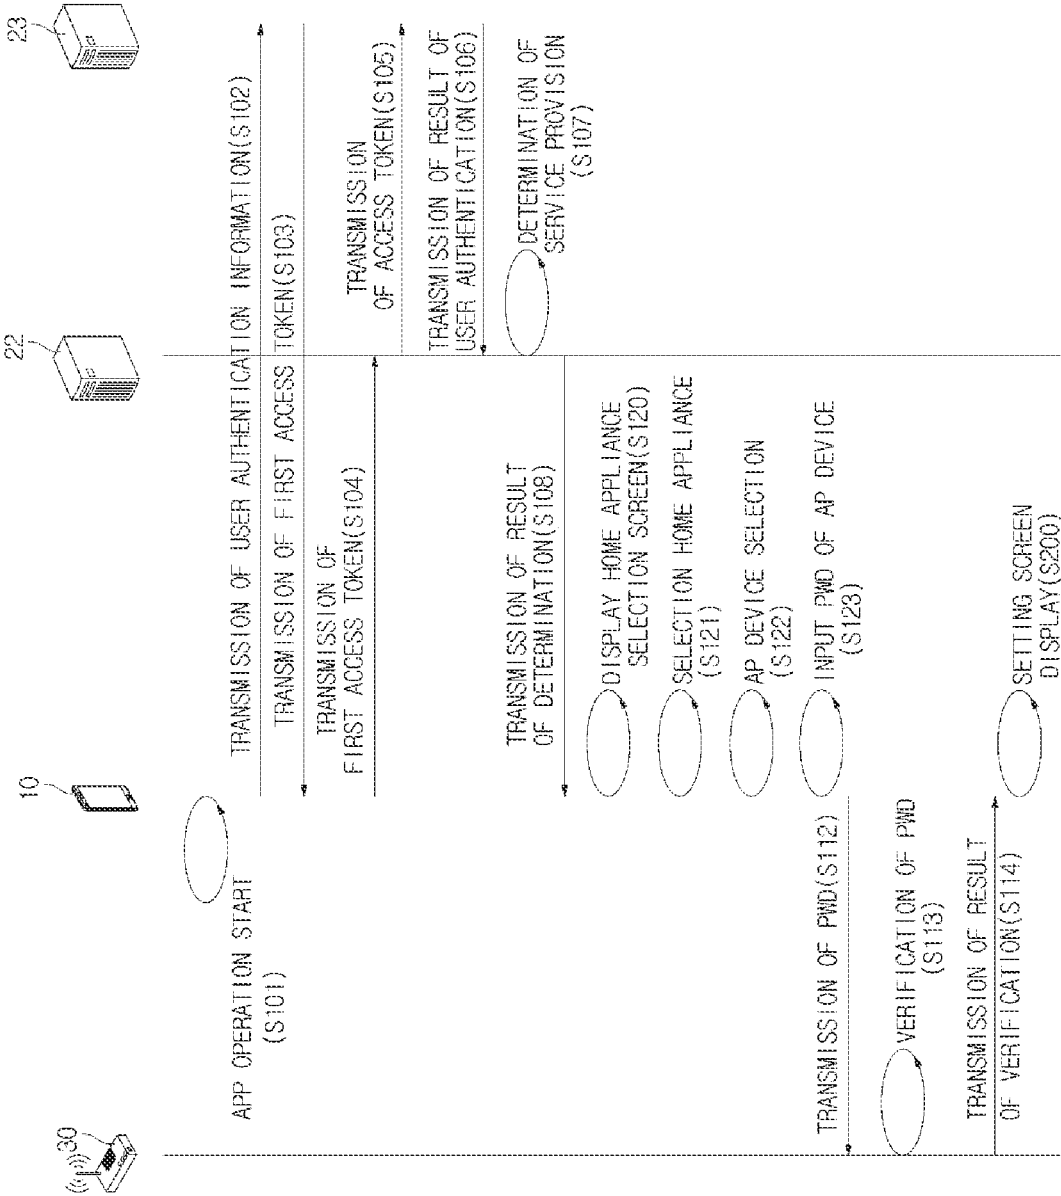 30
10
22
23
APP OPERATION START
(S101)
TRANSMISSION OF USER AUTHENTICATION INFORMATION(S102)
TRANSMISSION OF FIRST ACCESS TOKEN(S103)
TRANSMISSION OF
FIRST ACCESS TOKEN(S104)
TRANSMISSION
OF ACCESS TOKEN(S105)
TRANSMISSION OF RESULT OF
USER AUTHENTICATION(S106)
DETERMINATION OF
SERVICE PROVISION
(S107)
TRANSMISSION OF RESULT
OF DETERMINATION(S108)
DISPLAY HOME APPLIANCE
SELECTION SCREEN(S120)
SELECTION HOME APPLIANCE
(S121)
AP DEVICE SELECTION
(S122)
INPUT PWD OF AP DEVICE
(S123)
TRANSMISSION OF PWD(S112)
VERIFICATION OF PWD
(S113)
TRANSMISSION OF RESULT
OF VERIFICATION(S114)
SETTING SCREEN
DISPLAY(S200)